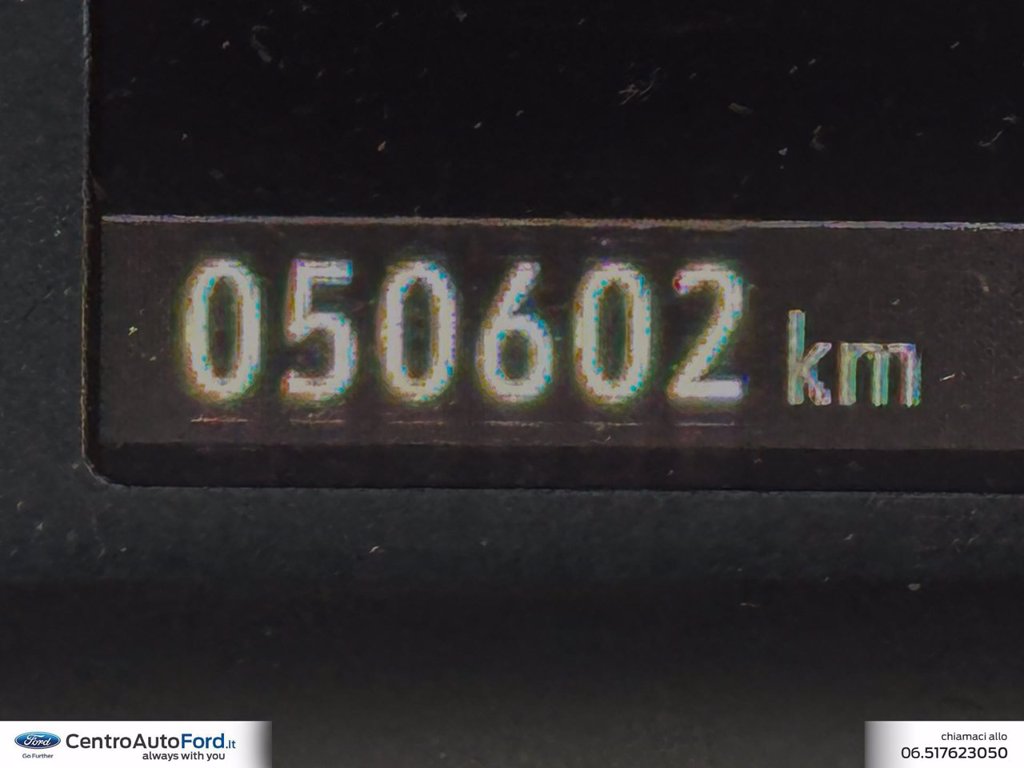 050602 km
Ford
Go Further
CentroAutoFord.it
always with you
chiamaci allo
06.517623050